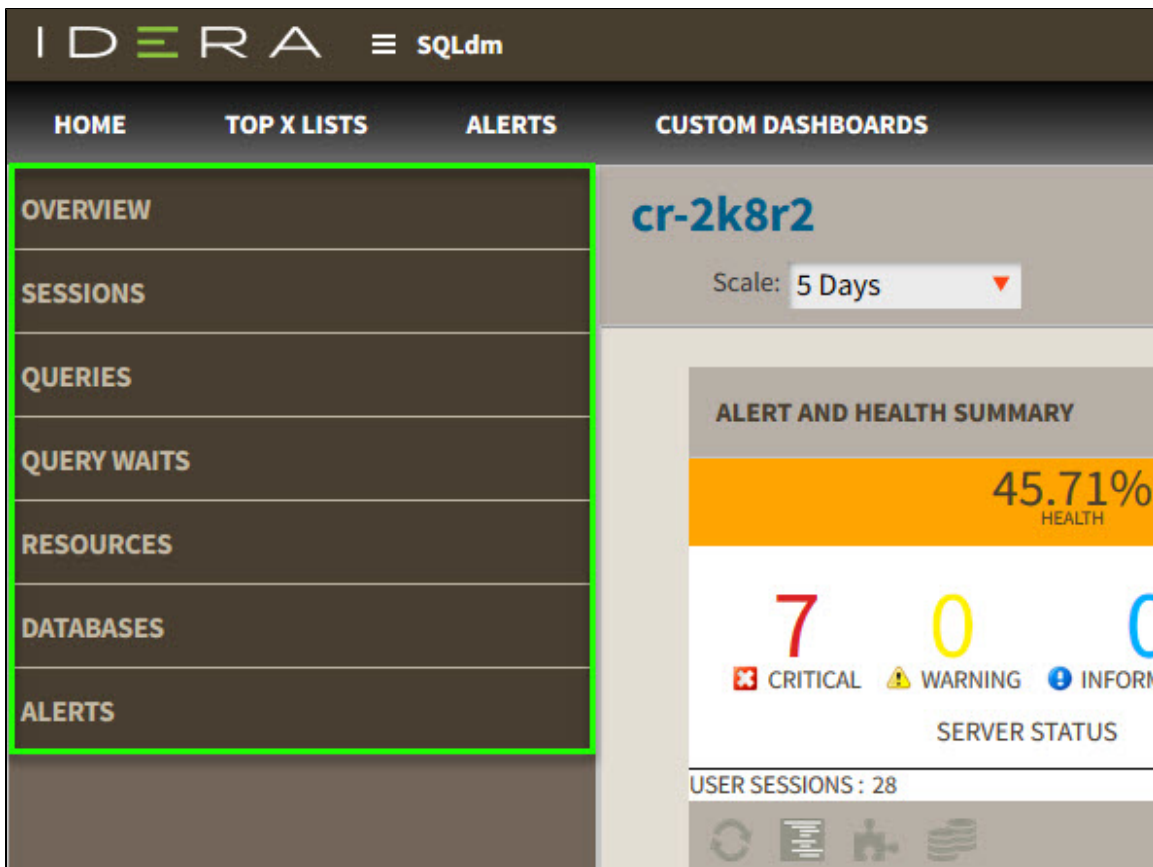 IDERA ≡ SQLdm
HOME TOP X LISTS ALERTS CUSTOM DASHBOARDS
OVERVIEW
SESSIONS
QUERIES
QUERY WAITS
RESOURCES
DATABASES
ALERTS
cr-2k8r2
Scale: 5 Days
ALERT AND HEALTH SUMMARY
45.71%
HEALTH
7 0
CRITICAL WARNING
SERVER STATUS
USER SESSIONS : 28